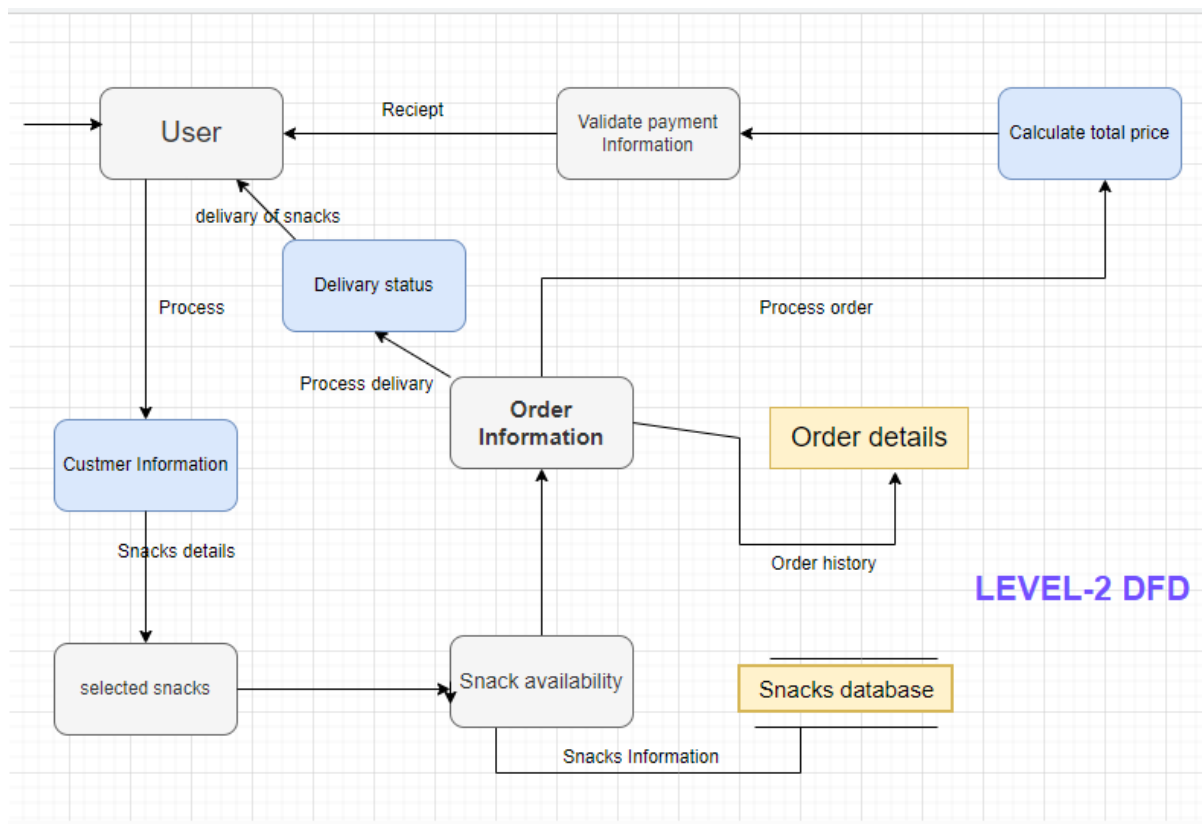 Reciept
User
Validate payment
Information
Calculate total price
delivary of snacks
Delivary status
Process
Process order
Process delivary
Order
Information
Order details
Custmer Information
Snacks details
Order history
LEVEL-2 DFD
selected snacks
Snack availability
Snacks database
Snacks Information